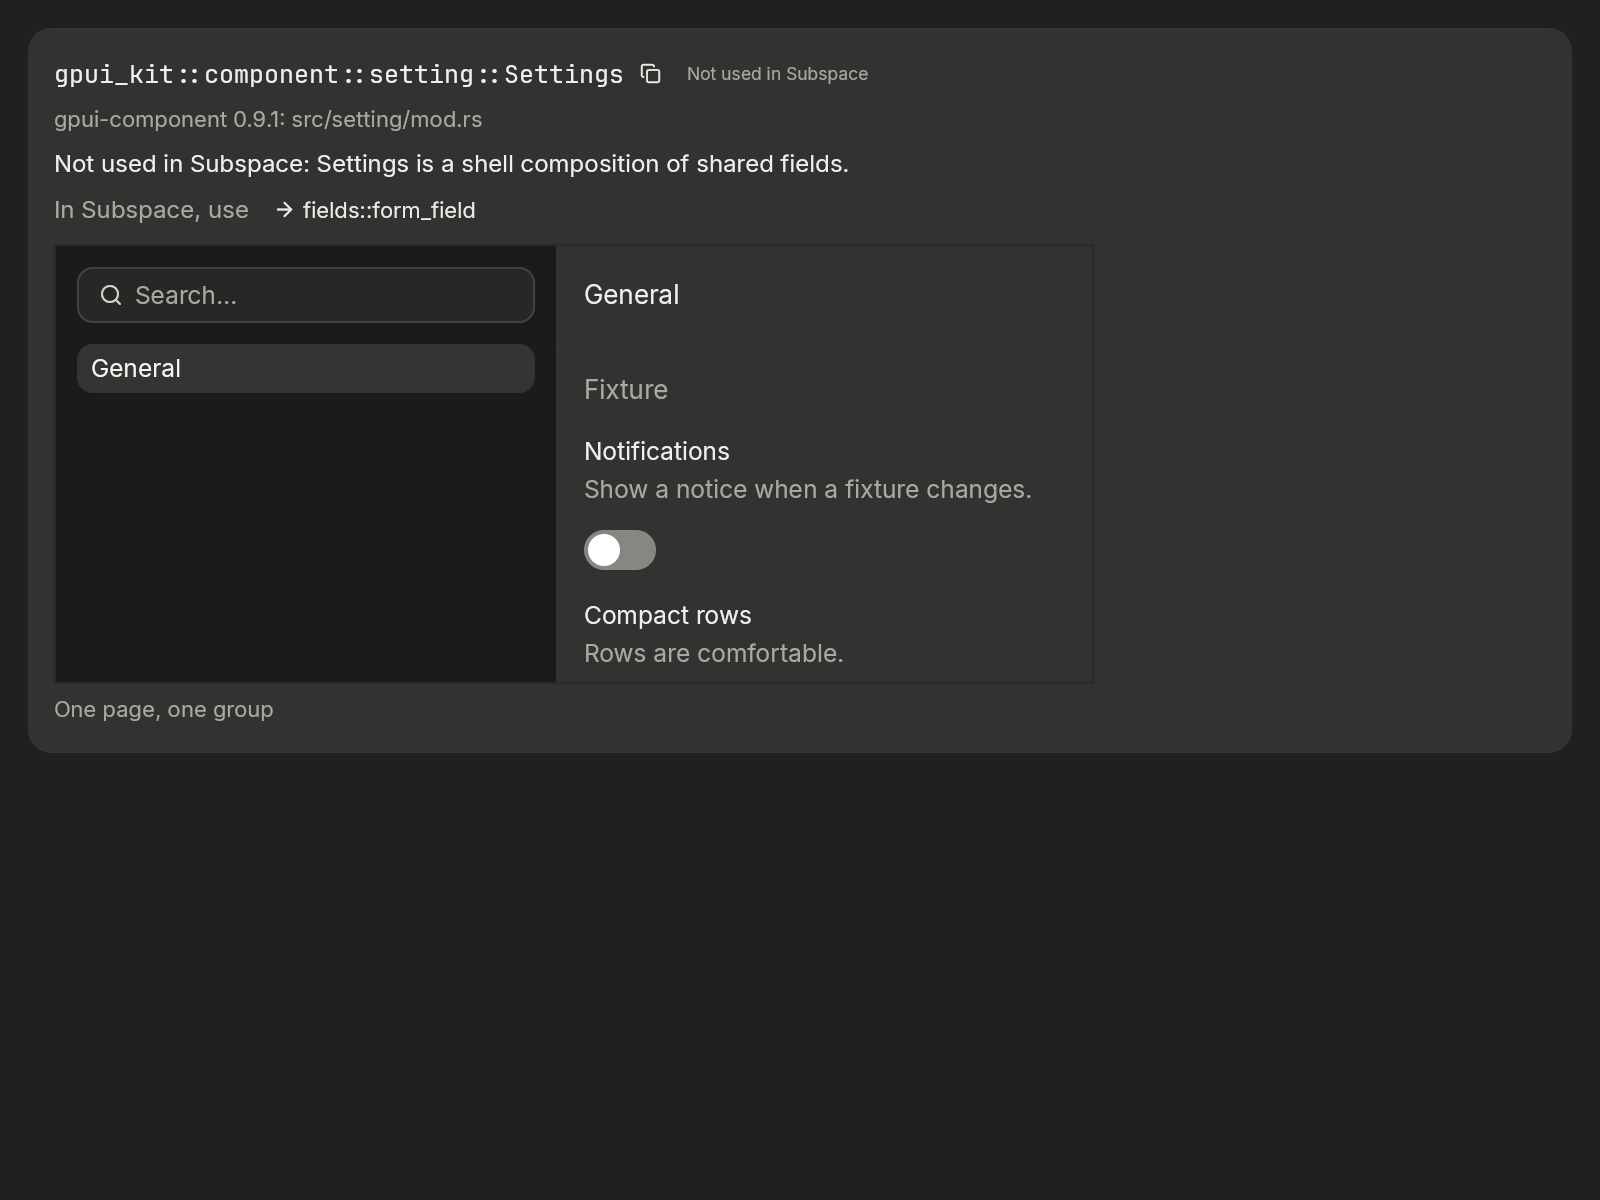 gpui_kit::component::setting::Settings Not used in Subspace
gpui-component 0.9.1: src/setting/mod.rs
Not used in Subspace: Settings is a shell composition of shared fields.
In Subspace, use → fields::form_field
Search...
General
General
Fixture
Notifications
Show a notice when a fixture changes.
Compact rows
Rows are comfortable.
One page, one group